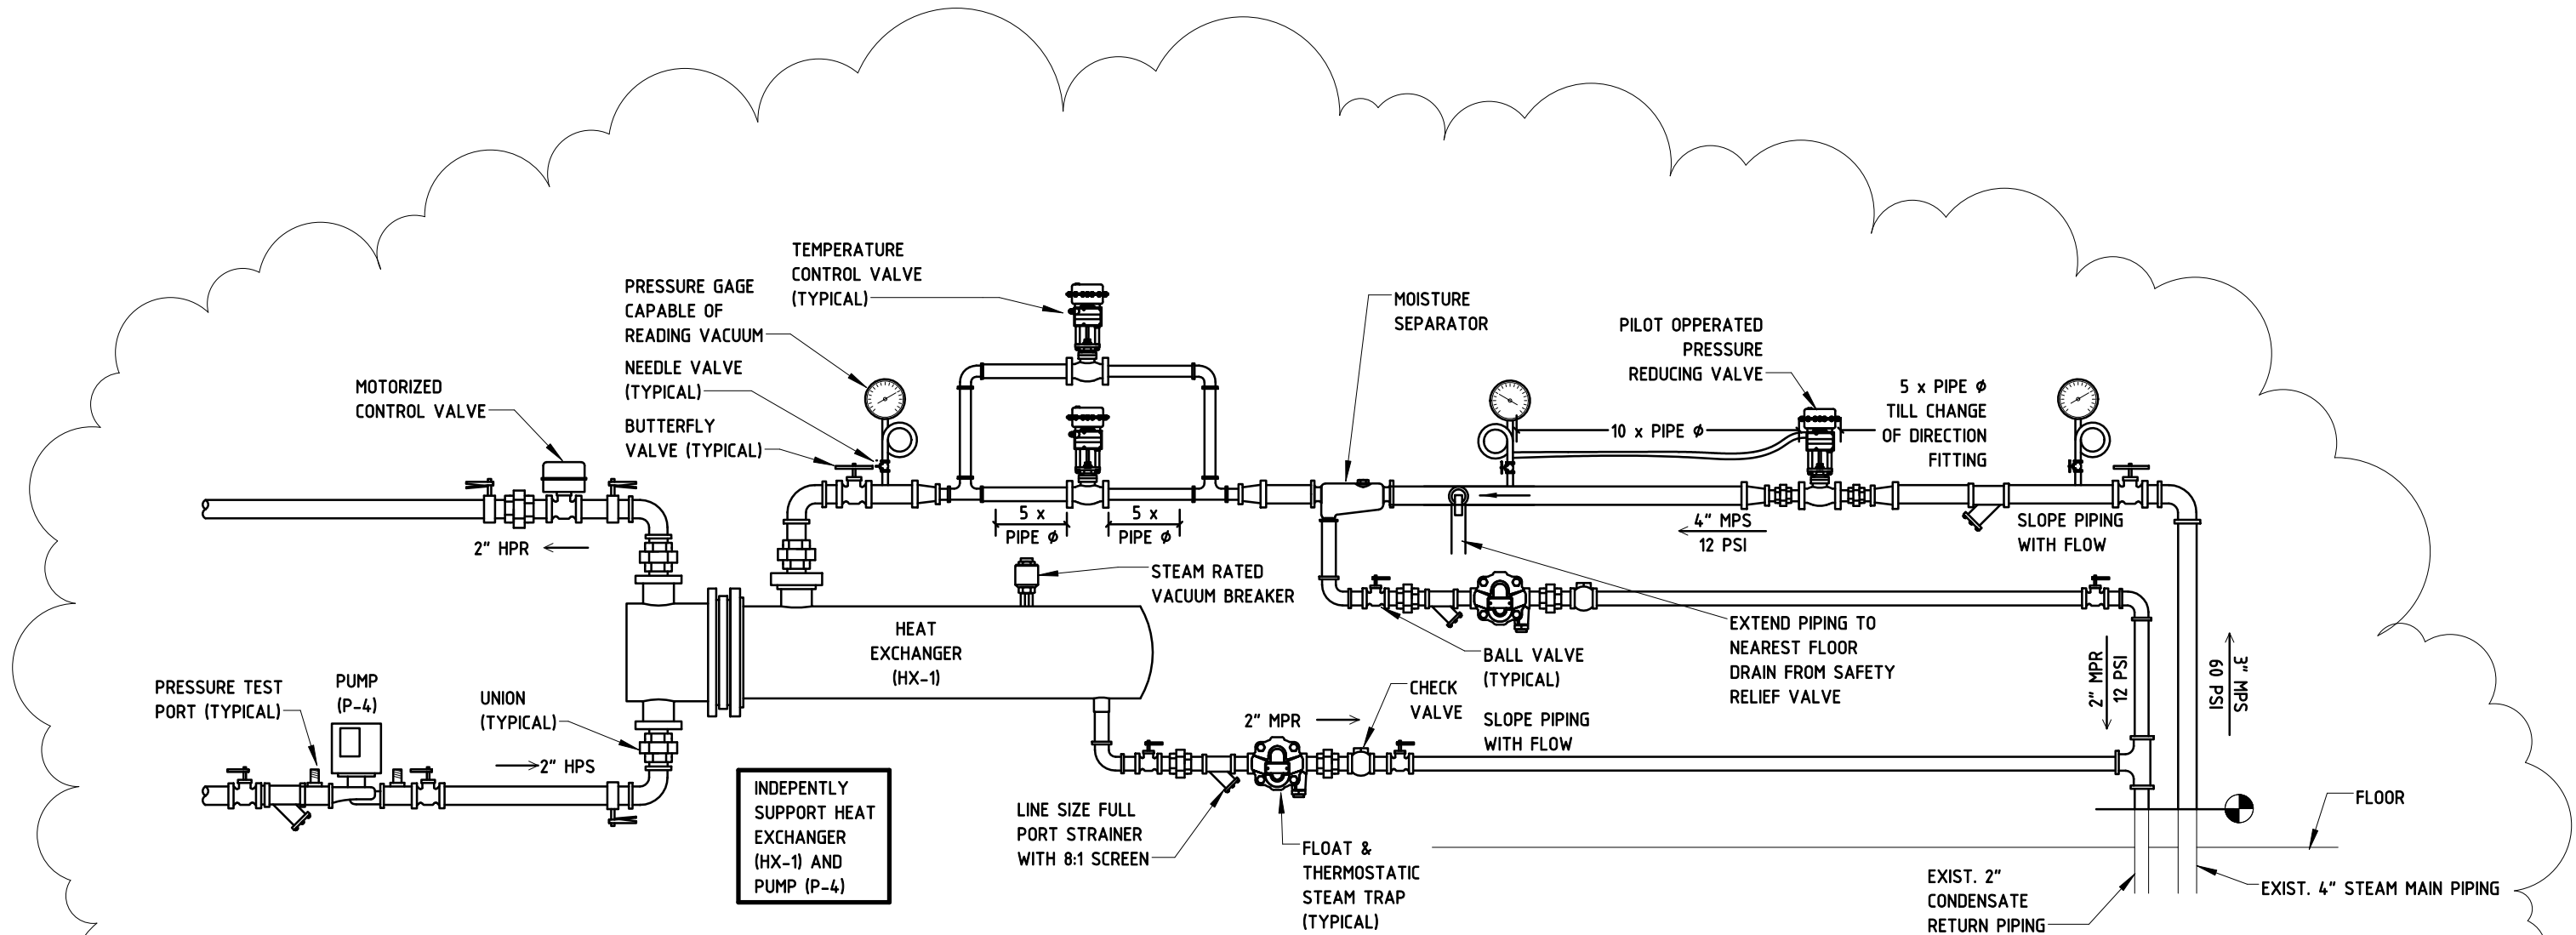 TEMPERATURE
CONTROL VALVE
(TYPICAL)
PRESSURE GAGE
CAPABLE OF
READING VACUUM
NEEDLE VALVE
(TYPICAL)
BUTTERFLY
VALVE (TYPICAL)
MOTORIZED
CONTROL VALVE
MOISTURE
SEPARATOR
PILOT OPPERATED
PRESSURE
REDUCING VALVE
5 x PIPE Ø
TILL CHANGE
OF DIRECTION
FITTING
10 x PIPE Ø
5 x
PIPE Ø
5 x
PIPE Ø
4" MPS
12 PSI
SLOPE PIPING
WITH FLOW
2" HPR
STEAM RATED
VACUUM BREAKER
HEAT
EXCHANGER
(HX-1)
EXTEND PIPING TO
NEAREST FLOOR
DRAIN FROM SAFETY
RELIEF VALVE
BALL VALVE
(TYPICAL)
CHECK
VALVE
2" MPR
SLOPE PIPING
WITH FLOW
2" MPR
12 PSI
3" MPS
60 PSI
PRESSURE TEST
PORT (TYPICAL)
PUMP
(P-4)
UNION
(TYPICAL)
2" HPS
INDEPENTLY
SUPPORT HEAT
EXCHANGER
(HX-1) AND
PUMP (P-4)
LINE SIZE FULL
PORT STRAINER
WITH 8:1 SCREEN
FLOAT &
THERMOSTATIC
STEAM TRAP
(TYPICAL)
FLOOR
EXIST. 2"
CONDENSATE
RETURN PIPING
EXIST. 4" STEAM MAIN PIPING